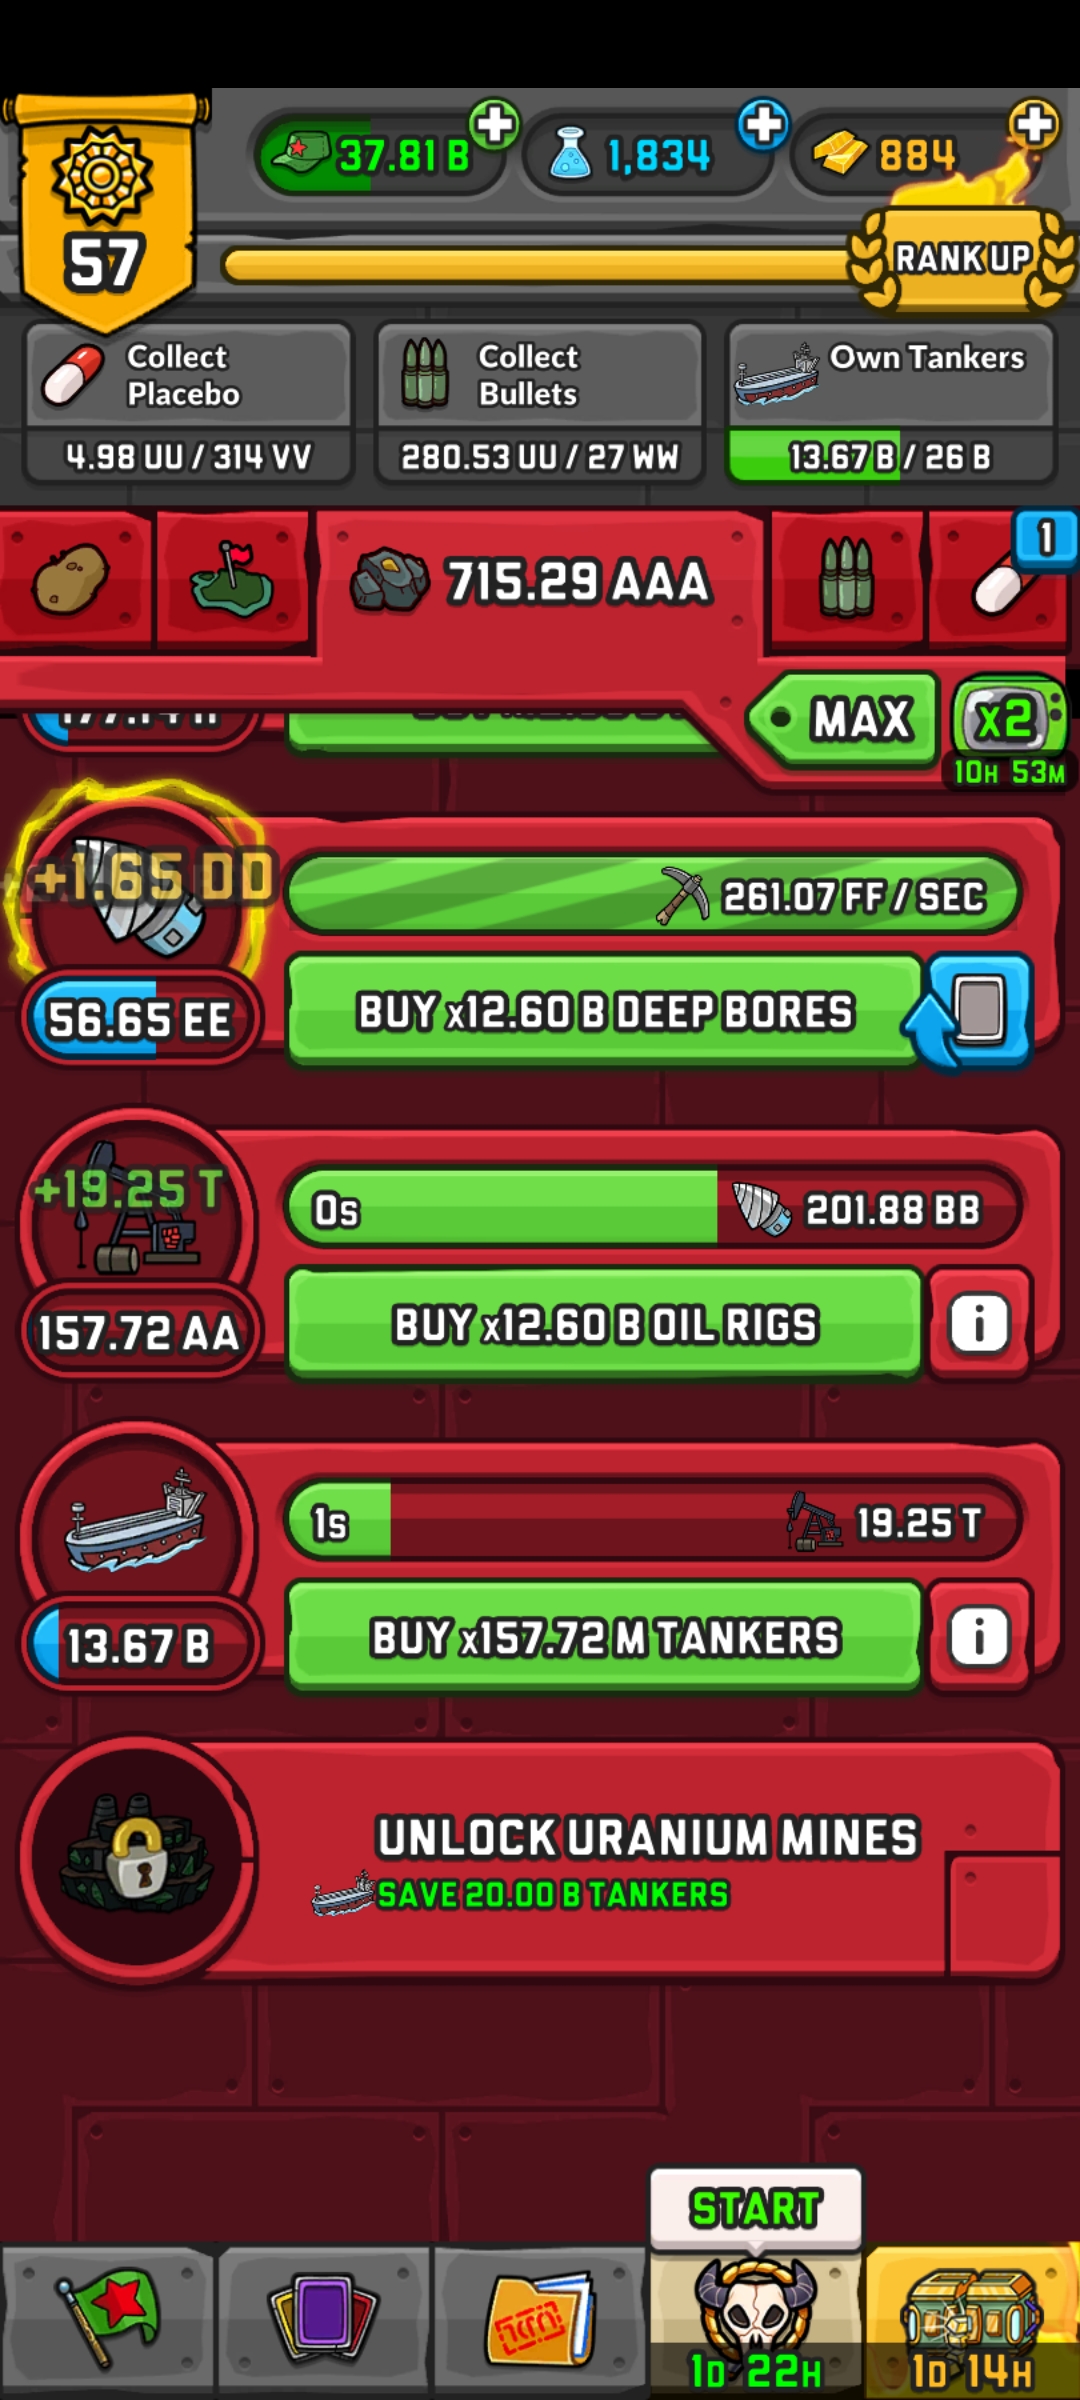 37.81 B
1,834
884
57
RANK UP
Collect
Placebo
4.98 UU / 314 VV
Collect
Bullets
280.53 UU / 27 WW
Own Tankers
13.67 B / 26 B
715.29 AAA
1
MAX
x2
10H 53M
+1.65 DD
261.07 FF / SEC
56.65 EE
BUY x12.60 B DEEP BORES
+19.25 T
0s
201.88 BB
157.72 AA
BUY x12.60 B OIL RIGS
i
1s
19.25 T
13.67 B
BUY x157.72 M TANKERS
i
UNLOCK URANIUM MINES
SAVE 20.00 B TANKERS
START
1D 22H
1D 14H